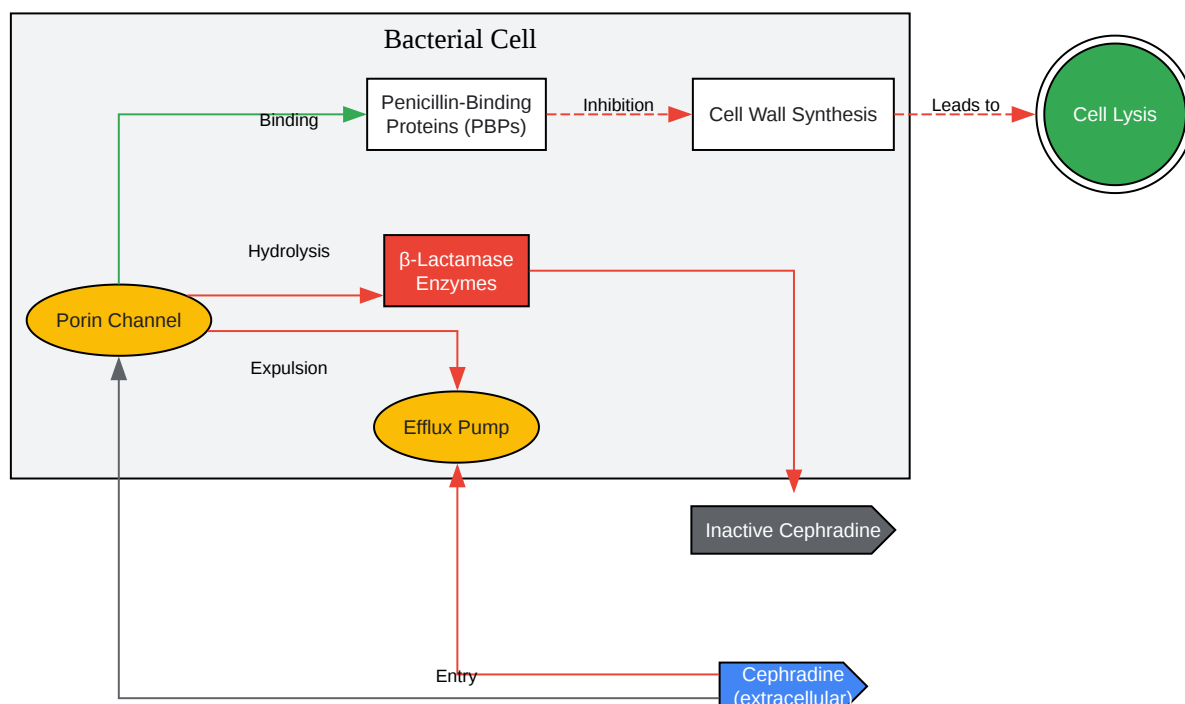 Bacterial Cell
Binding
Penicillin-Binding
Proteins (PBPs)
Inhibition
Cell Wall Synthesis
Leads to
Cell Lysis
Hydrolysis
β-Lactamase
Enzymes
Porin Channel
Expulsion
Efflux Pump
Inactive Cephradine
Entry
Cephradine
(extracellular)